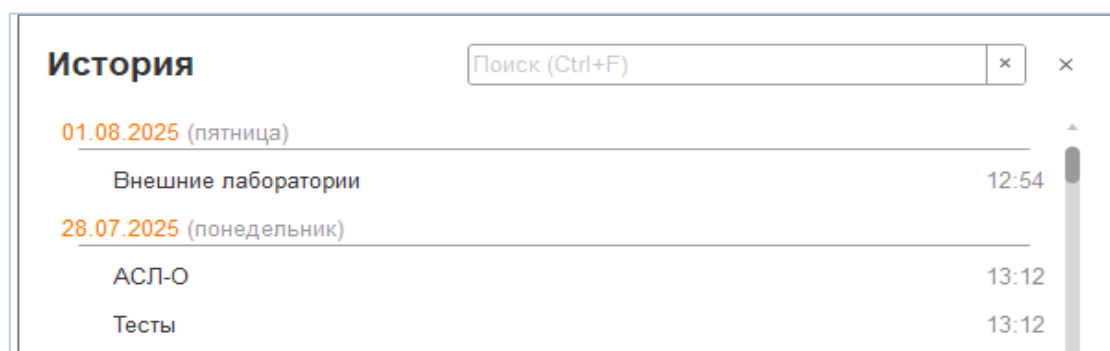 История
Поиск (Ctrl+F) × ×
01.08.2025 (пятница)
Внешние лаборатории 12:54
28.07.2025 (понедельник)
АСЛ-О 13:12
Тесты 13:12